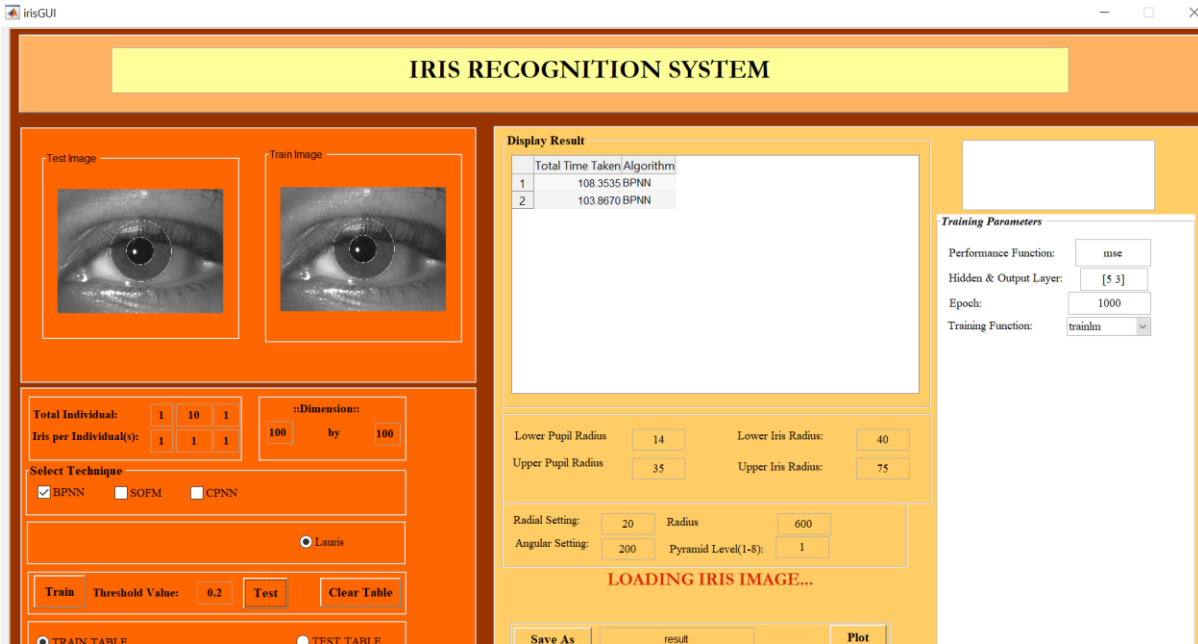 irisGUI
IRIS RECOGNITION SYSTEM
Test Image
Train Image
Total Individual: 1 10 1
Iris per Individual(s): 1 1 1
::Dimension::
100 by 100
Select Technique
BPNN SOFM CPNN
Lauris
Train Threshold Value: 0.2 Test Clear Table
TRAIN TABLE TEST TABLE
Display Result
Total Time Taken Algorithm
1 108.3535 BPNN
2 103.8670 BPNN
Lower Pupil Radius 14 Lower Iris Radius: 40
Upper Pupil Radius 35 Upper Iris Radius: 75
Radial Setting: 20 Radius 600
Angular Setting: 200 Pyramid Level(1-8): 1
LOADING IRIS IMAGE...
Save As result Plot
Training Parameters
Performance Function: mse
Hidden & Output Layer: [5 3]
Epoch: 1000
Training Function: trainlm